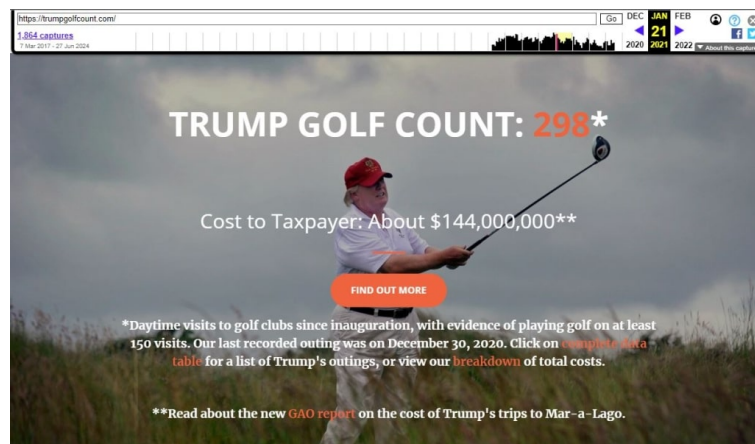 https://trumpgolfcount.com/
Go
DEC JAN FEB
1,864 captures
21
7 Mar 2017 - 27 Jun 2024
2020 2021 2022
▼ About this capture
TRUMP GOLF COUNT: 298*
Cost to Taxpayer: About $144,000,000**
FIND OUT MORE
*Daytime visits to golf clubs since inauguration, with evidence of playing golf on at least
150 visits. Our last recorded outing was on December 30, 2020. Click on complete data
table for a list of Trump's outings, or view our breakdown of total costs.
**Read about the new GAO report on the cost of Trump's trips to Mar-a-Lago.